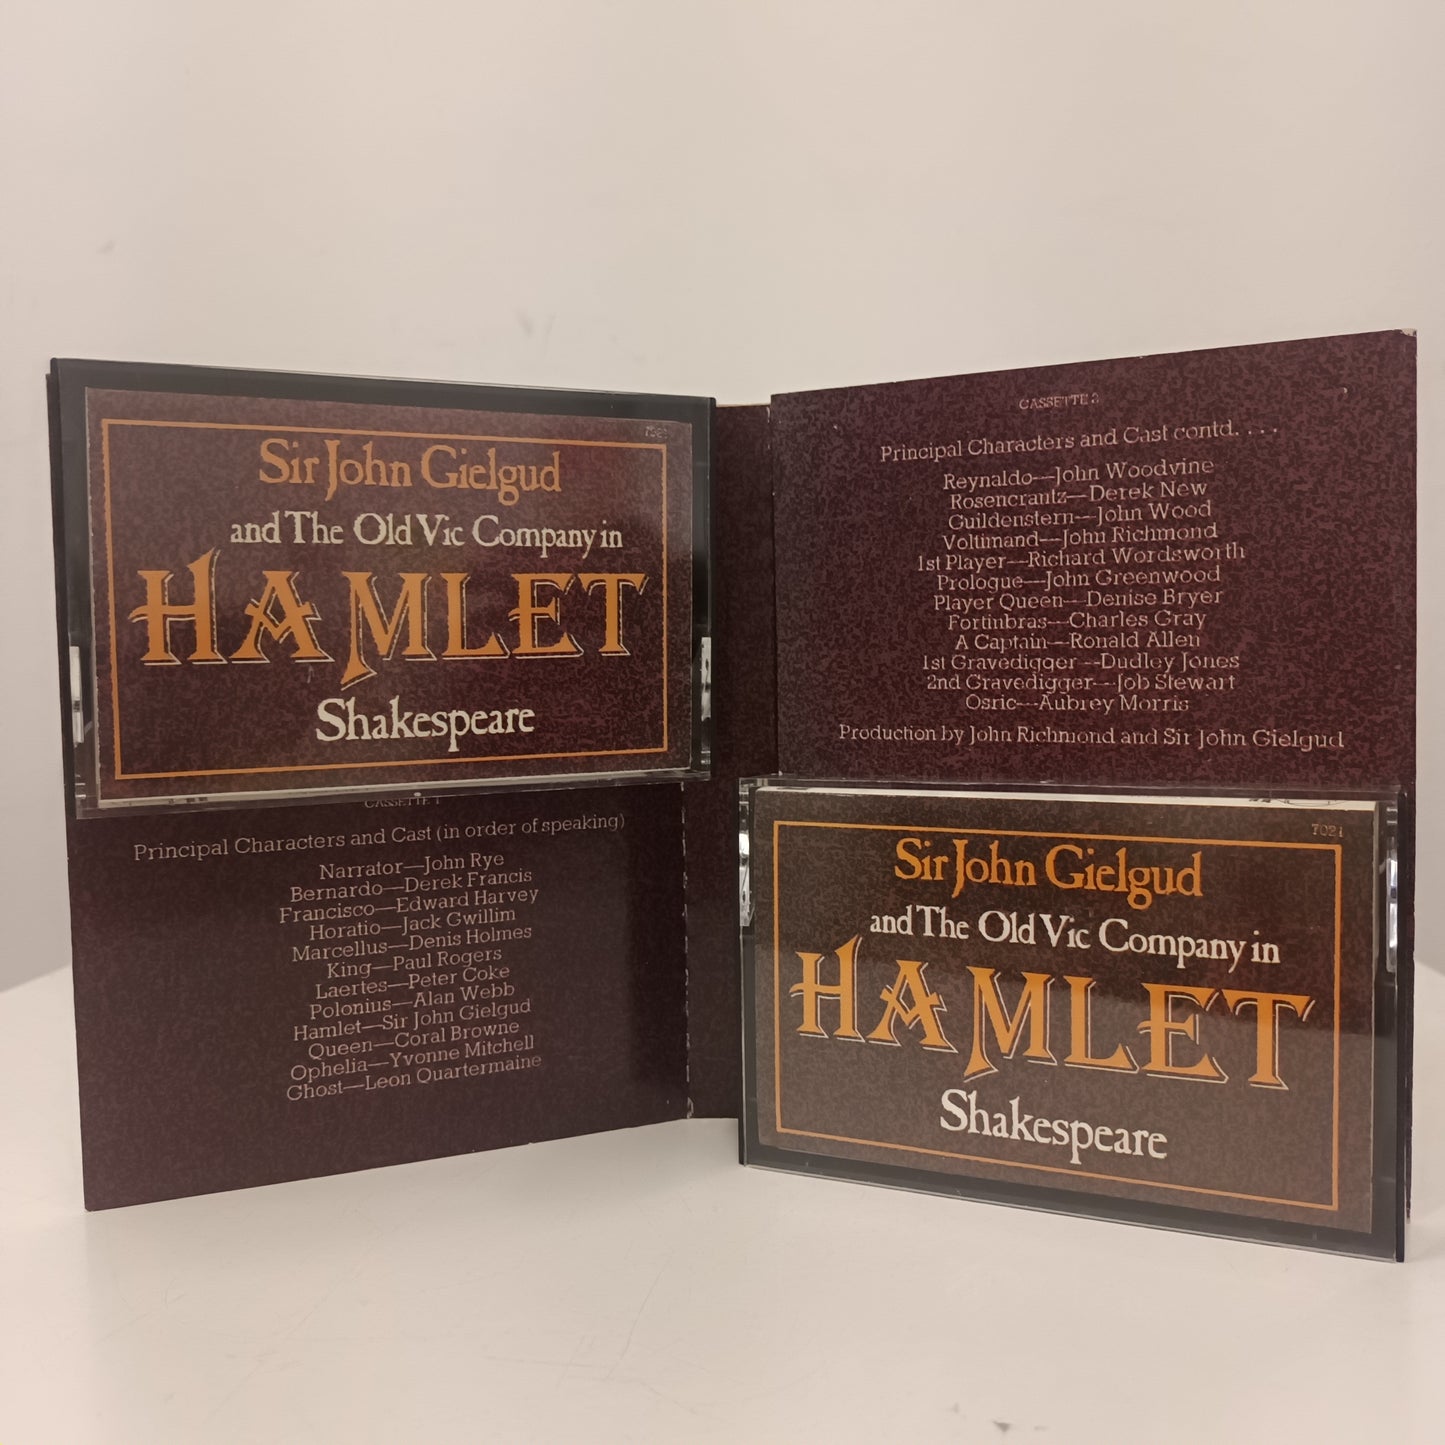 7021
Sir John Gielgud
and The Old Vic Company in
HAMLET
Shakespeare
CASSETTE 1
Principal Characters and Cast (in order of speaking)
Narrator—John Rye
Bernardo—Derek Francis
Francisco—Edward Harvey
Horatio—Jack Gwillim
Marcellus—Denis Holmes
King—Paul Rogers
Laertes—Peter Coke
Polonius—Alan Webb
Hamlet—Sir John Gielgud
Queen—Coral Browne
Ophelia—Yvonne Mitchell
Ghost—Leon Quartermaine
CASSETTE 2
Principal Characters and Cast contd. . . .
Reynaldo—John Woodvine
Rosencrantz—Derek New
Guildenstern—John Wood
Voltimand—John Richmond
1st Player—Richard Wordsworth
Prologue—John Greenwood
Player Queen—Denise Bryer
Fortinbras—Charles Gray
A Captain—Ronald Allen
1st Gravedigger—Dudley Jones
2nd Gravedigger—Job Stewart
Osric—Aubrey Morris
Production by John Richmond and Sir John Gielgud
7021
Sir John Gielgud
and The Old Vic Company in
HAMLET
Shakespeare